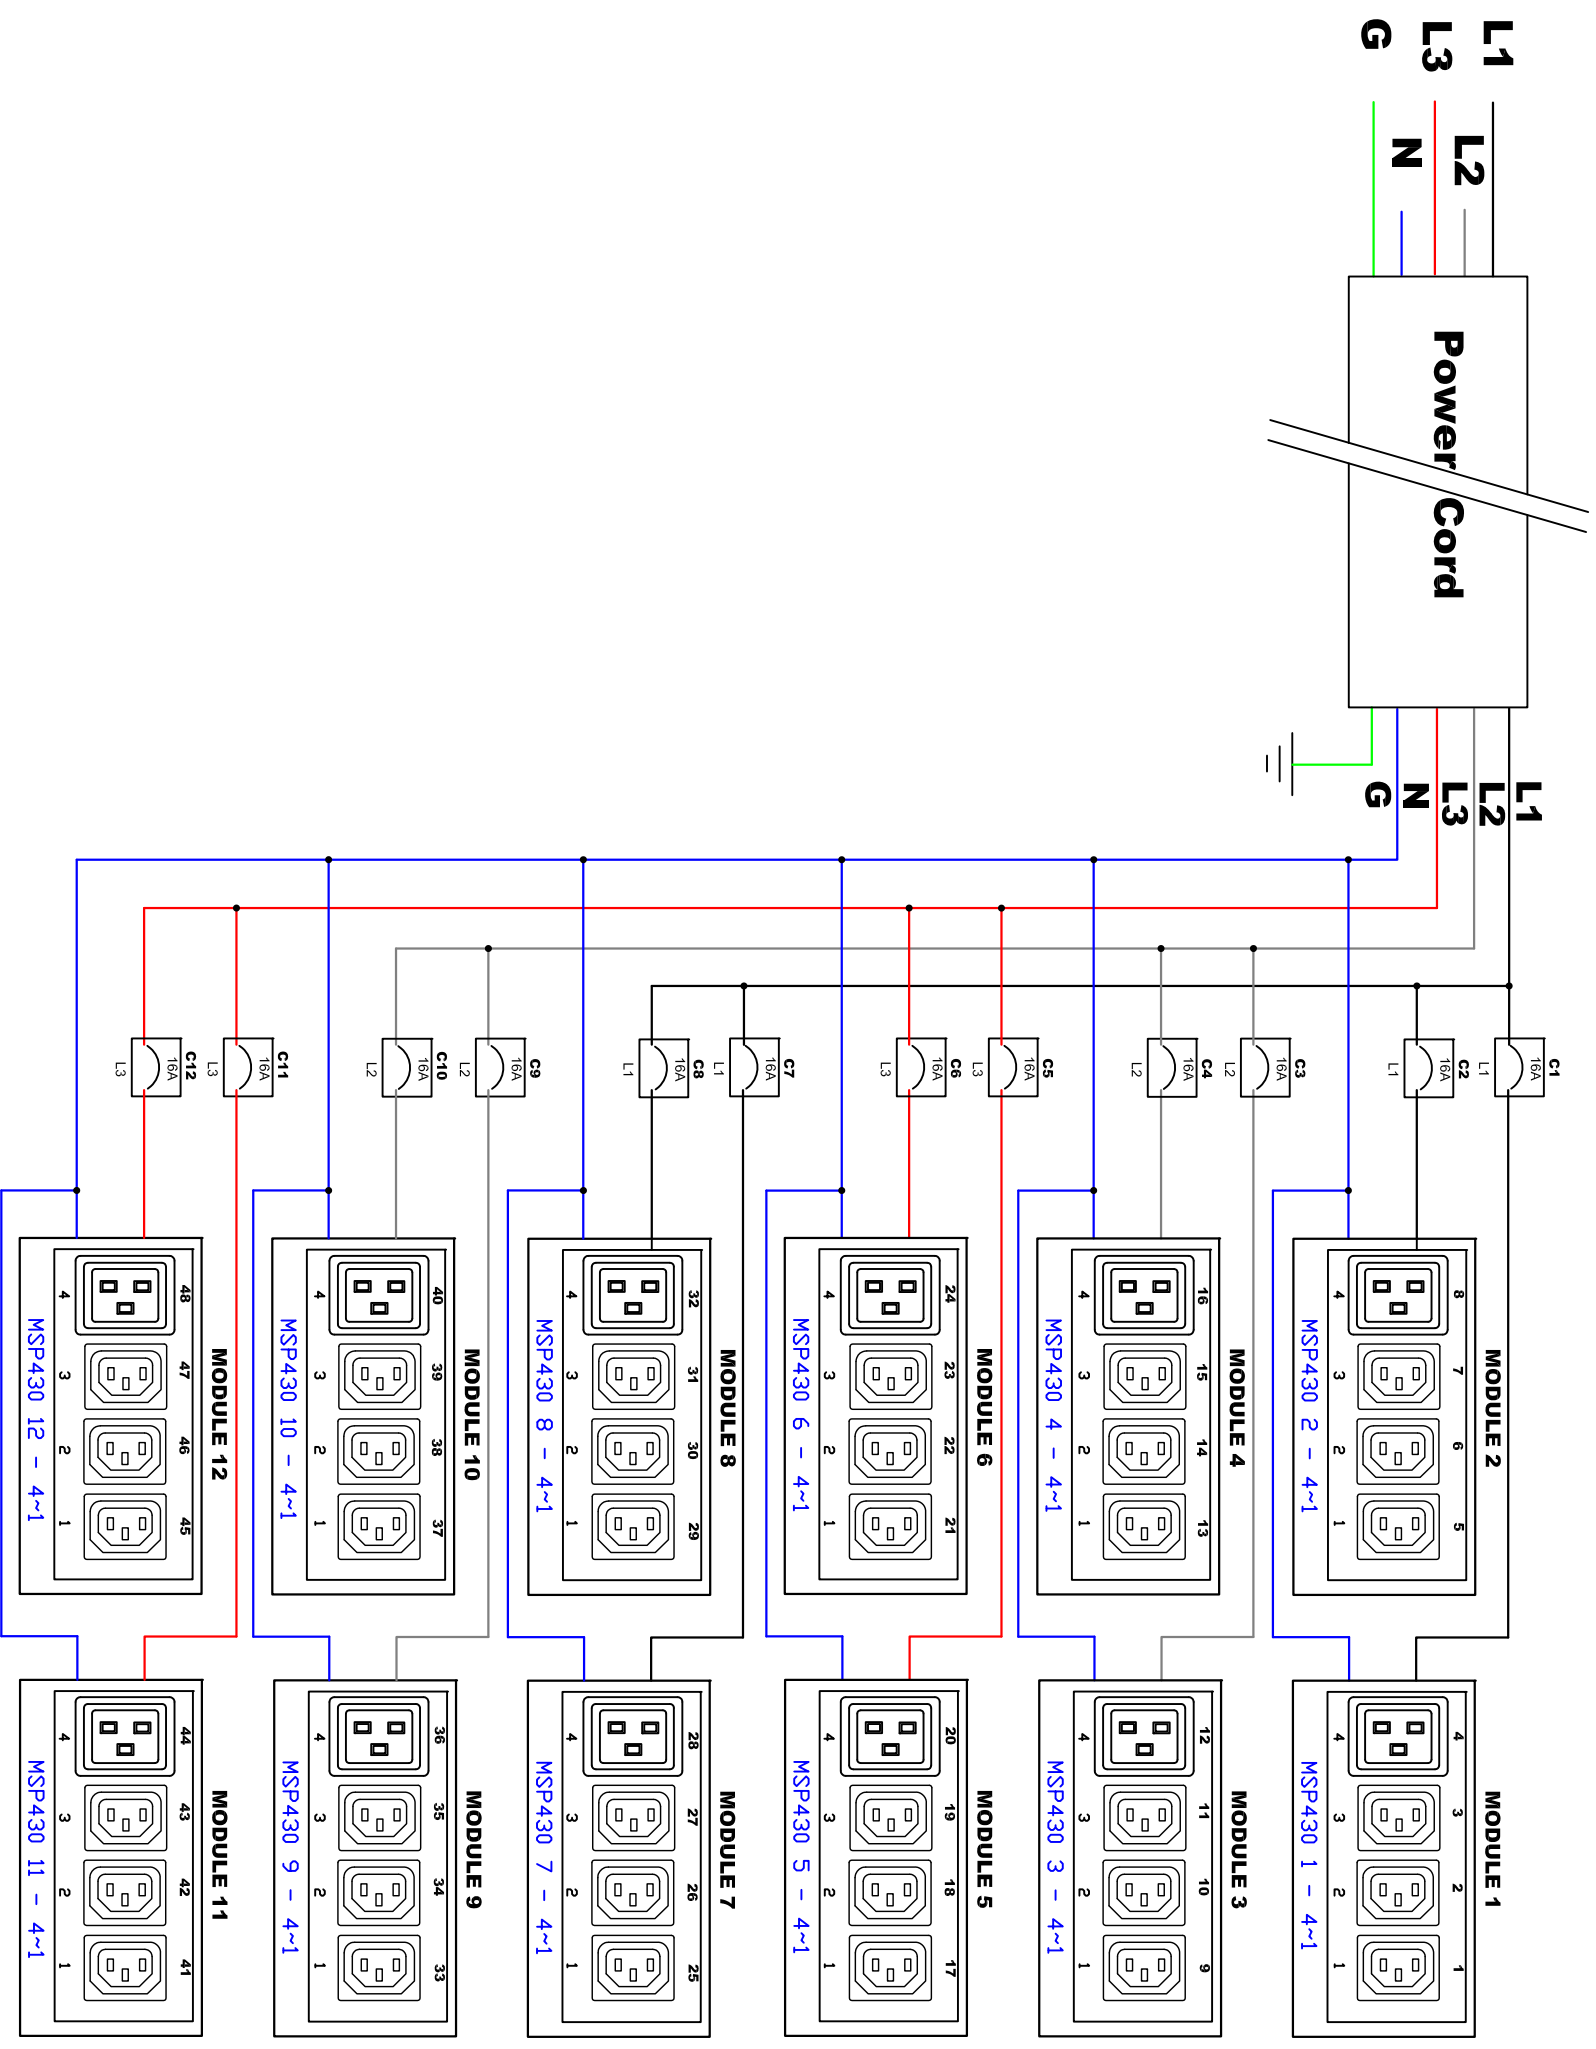 L1
L2
L3
N
G
Power Cord
L1
L2
L3
N
G
C1
16A
L1
C2
16A
L1
C3
16A
L2
C4
16A
L2
C5
16A
L3
C6
16A
L3
C7
16A
L1
C8
16A
L1
C9
16A
L2
C10
16A
L2
C11
16A
L3
C12
16A
L3
MODULE 2
8 7 6 5
4 3 2 1
MSP430 2 - 4~1
MODULE 4
16 15 14 13
4 3 2 1
MSP430 4 - 4~1
MODULE 6
24 23 22 21
4 3 2 1
MSP430 6 - 4~1
MODULE 8
32 31 30 29
4 3 2 1
MSP430 8 - 4~1
MODULE 10
40 39 38 37
4 3 2 1
MSP430 10 - 4~1
MODULE 12
48 47 46 45
4 3 2 1
MSP430 12 - 4~1
MODULE 1
4 3 2 1
4 3 2 1
MSP430 1 - 4~1
MODULE 3
12 11 10 9
4 3 2 1
MSP430 3 - 4~1
MODULE 5
20 19 18 17
4 3 2 1
MSP430 5 - 4~1
MODULE 7
28 27 26 25
4 3 2 1
MSP430 7 - 4~1
MODULE 9
36 35 34 33
4 3 2 1
MSP430 9 - 4~1
MODULE 11
44 43 42 41
4 3 2 1
MSP430 11 - 4~1